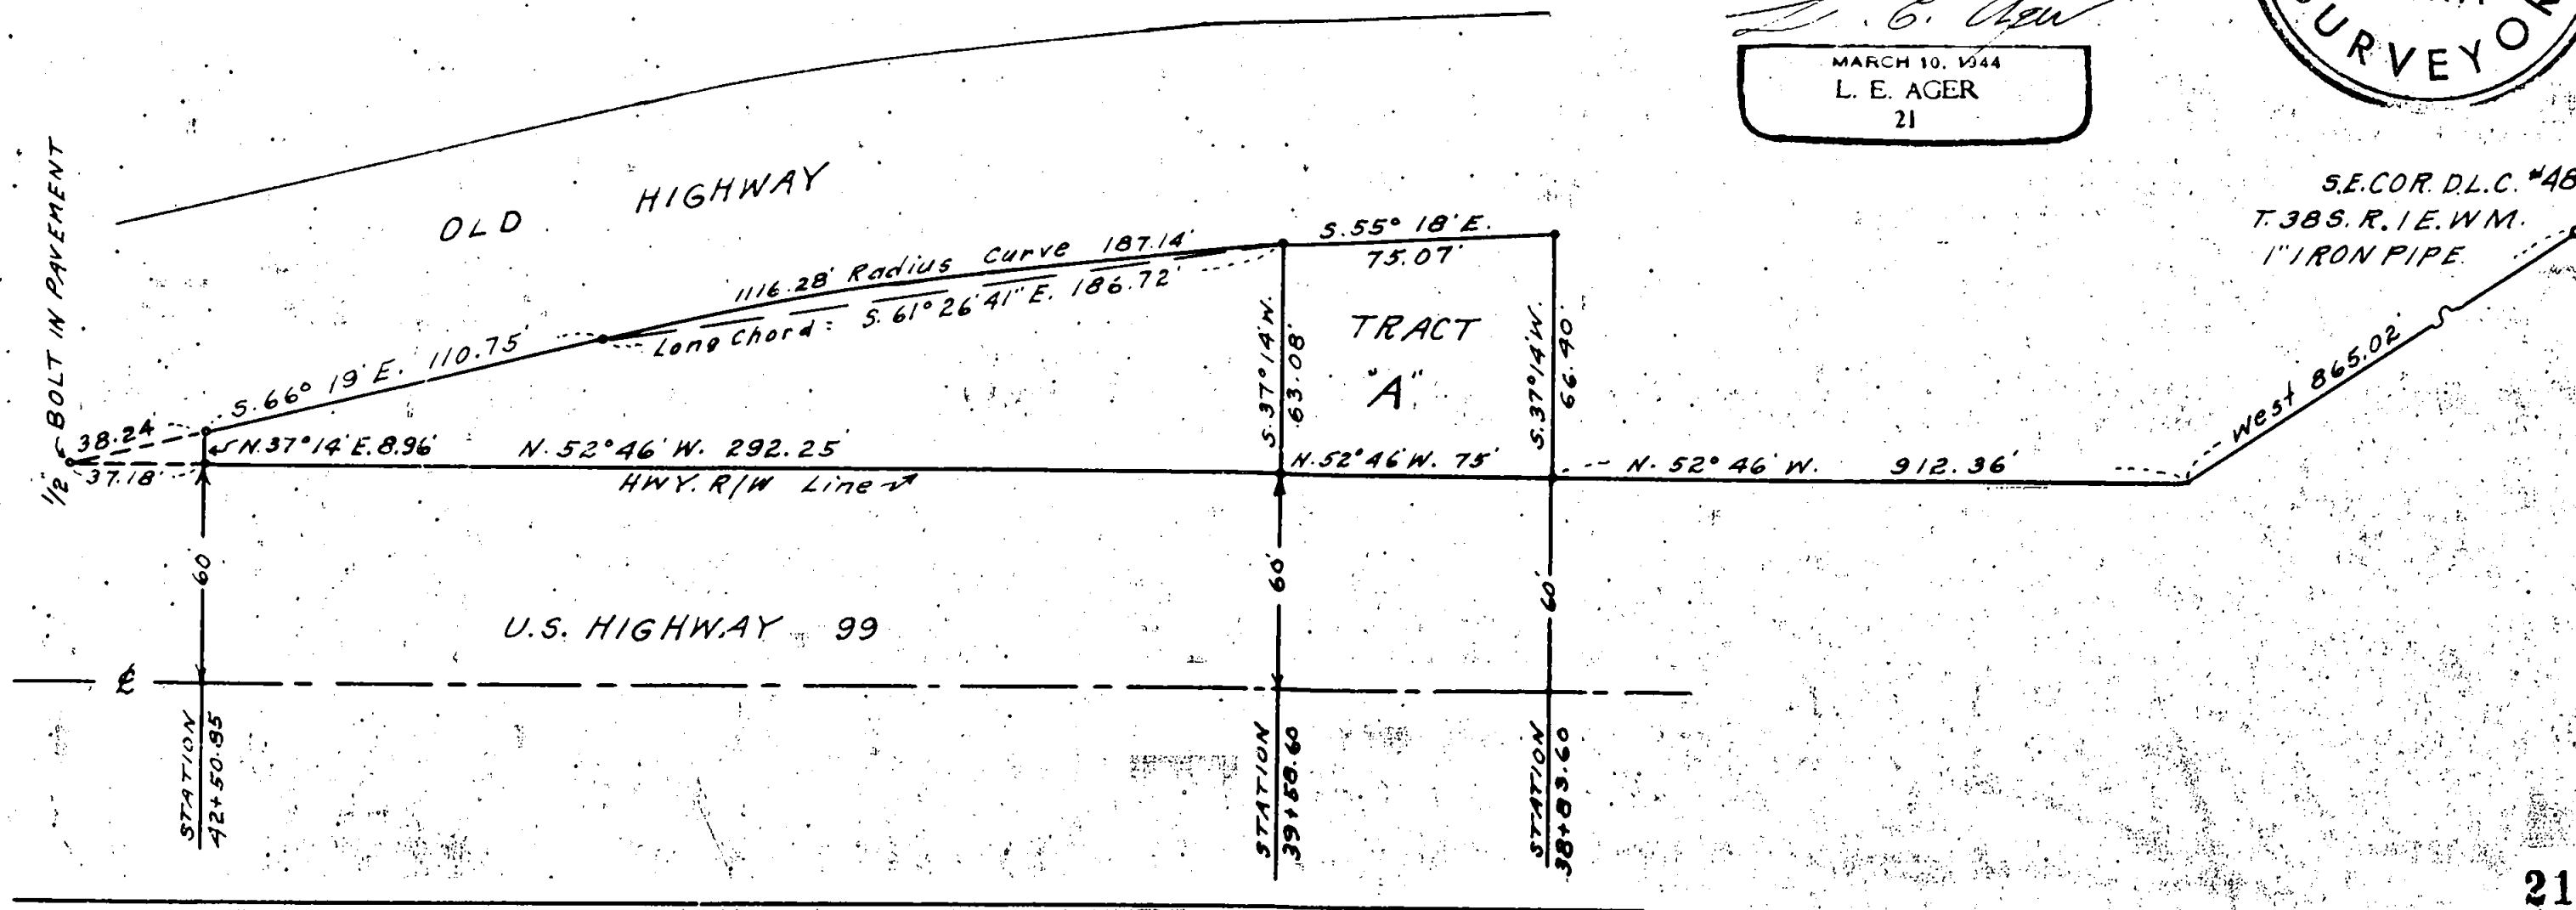 MARCH 10, 1944
L. E. AGER
21
SURVEYOR
S.E. COR. D.L.C. #48
T. 38 S. R. 1 E. W M.
1" IRON PIPE
West 865.02'
OLD HIGHWAY
1/2" BOLT IN PAVEMENT
S. 55° 18' E.
75.07'
1116.28' Radius Curve 187.14'
Long Chord = S. 61° 26' 41" E. 186.72'
S. 66° 19' E. 110.75'
38.24'
37.18'
N. 37° 14' E. 8.96'
N. 52° 46' W. 292.25'
HWY. R/W Line
S. 37° 14' W.
63.08'
TRACT
"A"
S. 37° 14' W.
66.40'
N. 52° 46' W. 75'
N. 52° 46' W. 912.36'
60'
60'
60'
U.S. HIGHWAY 99
℄
STATION
42+50.85
STATION
39+58.60
STATION
38+83.60
21